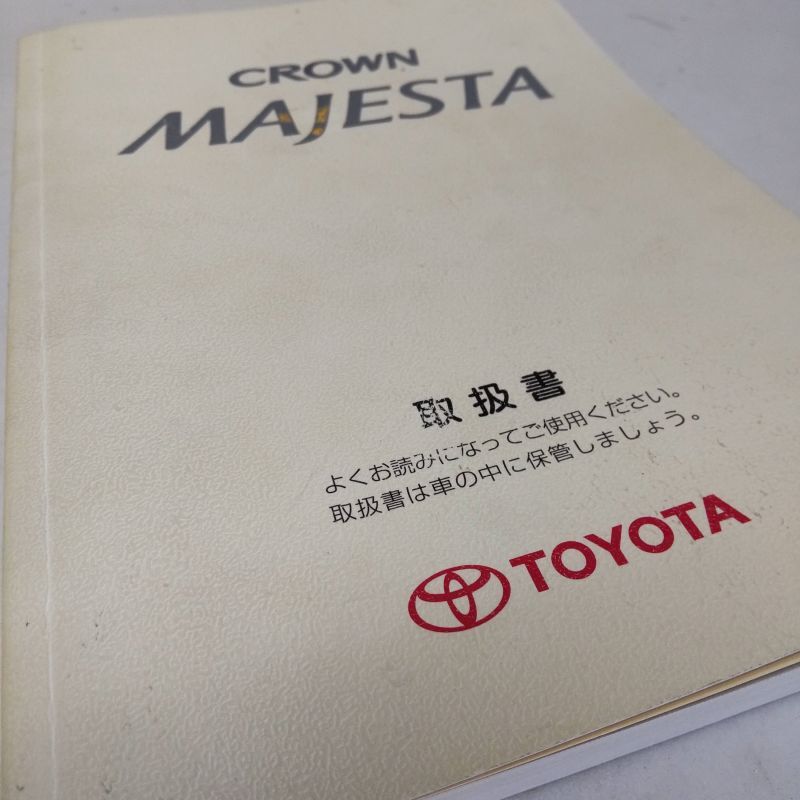 CROWN
MAJESTA
取扱書
よくお読みになってご使用ください。
取扱書は車の中に保管しましょう。
TOYOTA